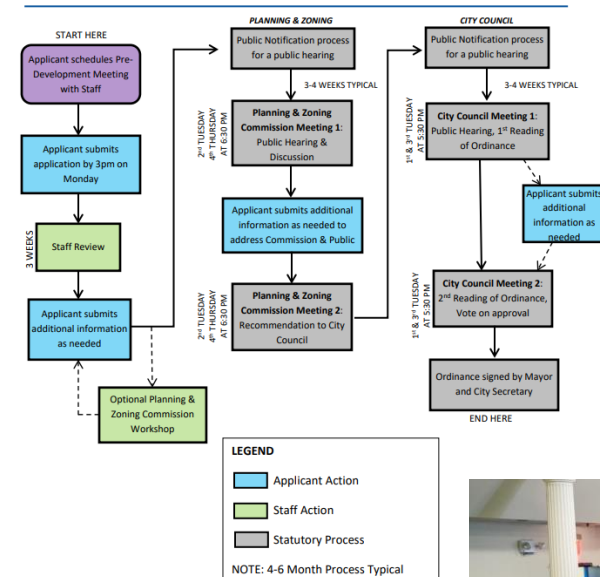 START HERE
Applicant schedules Pre-
Development Meeting
with Staff
Applicant submits
application by 3pm on
Monday
3 WEEKS
Staff Review
Applicant submits
additional information
as needed
Optional Planning &
Zoning Commission
Workshop
PLANNING & ZONING
Public Notification process
for a public hearing
3-4 WEEKS TYPICAL
2nd TUESDAY
4th THURSDAY
AT 6:30 PM
Planning & Zoning
Commission Meeting 1:
Public Hearing &
Discussion
Applicant submits additional
information as needed to
address Commission & Public
2nd TUESDAY
4th THURSDAY
AT 6:30 PM
Planning & Zoning
Commission Meeting 2:
Recommendation to City
Council
CITY COUNCIL
Public Notification process
for a public hearing
3-4 WEEKS TYPICAL
1st & 3rd TUESDAY
AT 5:30 PM
City Council Meeting 1:
Public Hearing, 1st Reading
of Ordinance
Applicant submits
additional
information as
needed
1st & 3rd TUESDAY
AT 5:30 PM
City Council Meeting 2:
2nd Reading of Ordinance,
Vote on approval
Ordinance signed by Mayor
and City Secretary
END HERE
LEGEND
Applicant Action
Staff Action
Statutory Process
NOTE: 4-6 Month Process Typical